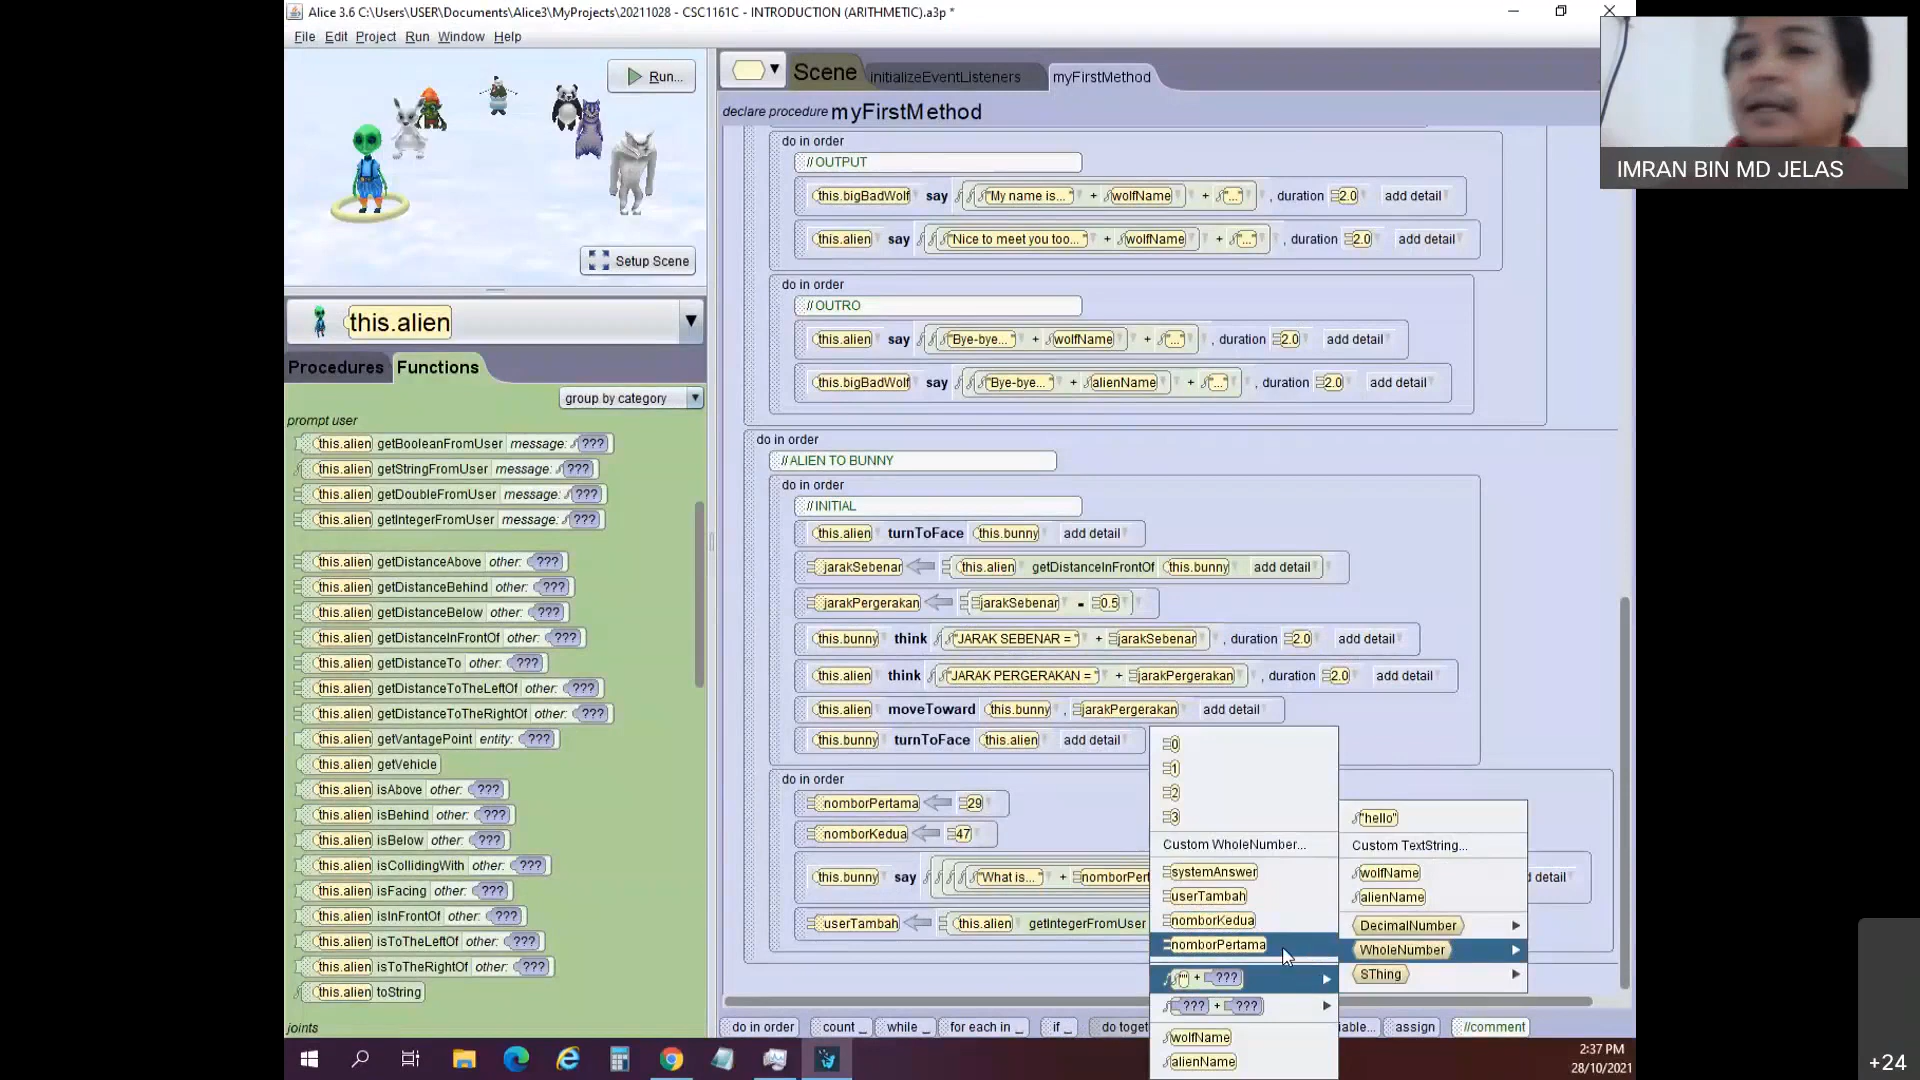 Alice 3.6 C:\Users\USER\Documents\Alice3\MyProjects\20211028 - CSC1161C - INTRODUCTION (ARITHMETIC).a3p *
File Edit Project Run Window Help
Run...
Setup Scene
this.alien
Procedures Functions
group by category
prompt user
this.alien getBooleanFromUser message: ???
this.alien getStringFromUser message: ???
this.alien getDoubleFromUser message: ???
this.alien getIntegerFromUser message: ???
this.alien getDistanceAbove other: ???
this.alien getDistanceBehind other: ???
this.alien getDistanceBelow other: ???
this.alien getDistanceInFrontOf other: ???
this.alien getDistanceTo other: ???
this.alien getDistanceToTheLeftOf other: ???
this.alien getDistanceToTheRightOf other: ???
this.alien getVantagePoint entity: ???
this.alien getVehicle
this.alien isAbove other: ???
this.alien isBehind other: ???
this.alien isBelow other: ???
this.alien isCollidingWith other: ???
this.alien isFacing other: ???
this.alien isInFrontOf other: ???
this.alien isToTheLeftOf other: ???
this.alien isToTheRightOf other: ???
this.alien toString
joints
Scene initializeEventListeners myFirstMethod
declare procedure myFirstMethod
do in order
//OUTPUT
this.bigBadWolf say "My name is..." + wolfName + "..." , duration 2.0 add detail
this.alien say "Nice to meet you too..." + wolfName + "..." , duration 2.0 add detail
do in order
//OUTRO
this.alien say "Bye-bye..." + wolfName + "..." , duration 2.0 add detail
this.bigBadWolf say "Bye-bye..." + alienName + "..." , duration 2.0 add detail
do in order
//ALIEN TO BUNNY
do in order
//INITIAL
this.alien turnToFace this.bunny add detail
jarakSebenar this.alien getDistanceInFrontOf this.bunny add detail
jarakPergerakan jarakSebenar - 0.5
this.bunny think "JARAK SEBENAR = " + jarakSebenar , duration 2.0 add detail
this.alien think "JARAK PERGERAKAN = " + jarakPergerakan , duration 2.0 add detail
this.alien moveToward this.bunny , jarakPergerakan add detail
this.bunny turnToFace this.alien add detail
do in order
nomborPertama 29
nomborKedua 47
this.bunny say "What is..." + nomborPert
d detail
userTambah this.alien getIntegerFromUser
0
1
2
3
Custom WholeNumber...
systemAnswer
userTambah
nomborKedua
nomborPertama
"" + ???
??? + ???
wolfName
alienName
"hello"
Custom TextString...
wolfName
alienName
DecimalNumber
WholeNumber
SThing
do in order count _ while _ for each in _ if _ do toget
iable... assign //comment
2:37 PM
28/10/2021
IMRAN BIN MD JELAS
+24